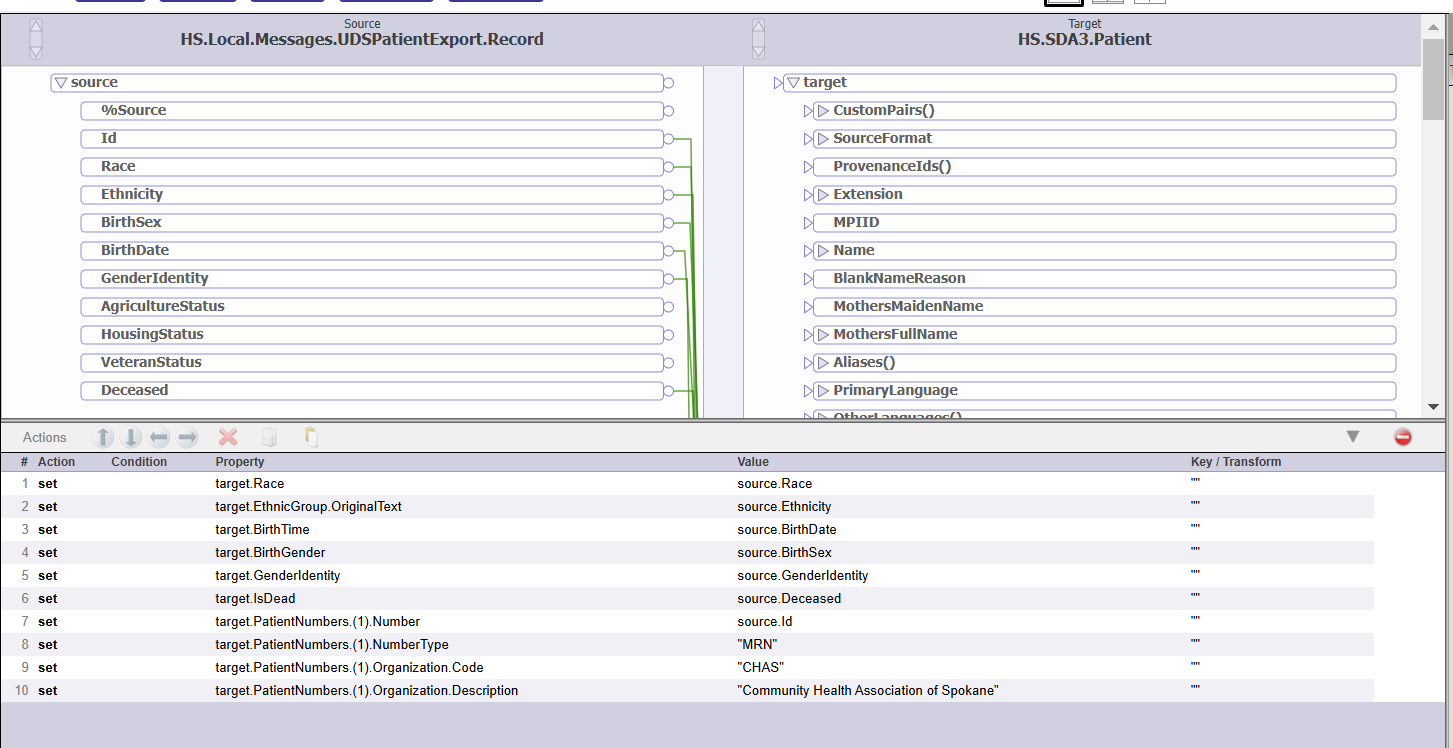 Source
HS.Local.Messages.UDSPatientExport.Record
Target
HS.SDA3.Patient
source
%Source
Id
Race
Ethnicity
BirthSex
BirthDate
GenderIdentity
AgricultureStatus
HousingStatus
VeteranStatus
Deceased
target
CustomPairs()
SourceFormat
ProvenanceIds()
Extension
MPIID
Name
BlankNameReason
MothersMaidenName
MothersFullName
Aliases()
PrimaryLanguage
OtherLanguages()
Actions
# Action Condition Property Value Key / Transform
1 set target.Race source.Race ""
2 set target.EthnicGroup.OriginalText source.Ethnicity ""
3 set target.BirthTime source.BirthDate ""
4 set target.BirthGender source.BirthSex ""
5 set target.GenderIdentity source.GenderIdentity ""
6 set target.IsDead source.Deceased ""
7 set target.PatientNumbers.(1).Number source.Id ""
8 set target.PatientNumbers.(1).NumberType "MRN" ""
9 set target.PatientNumbers.(1).Organization.Code "CHAS" ""
10 set target.PatientNumbers.(1).Organization.Description "Community Health Association of Spokane" ""